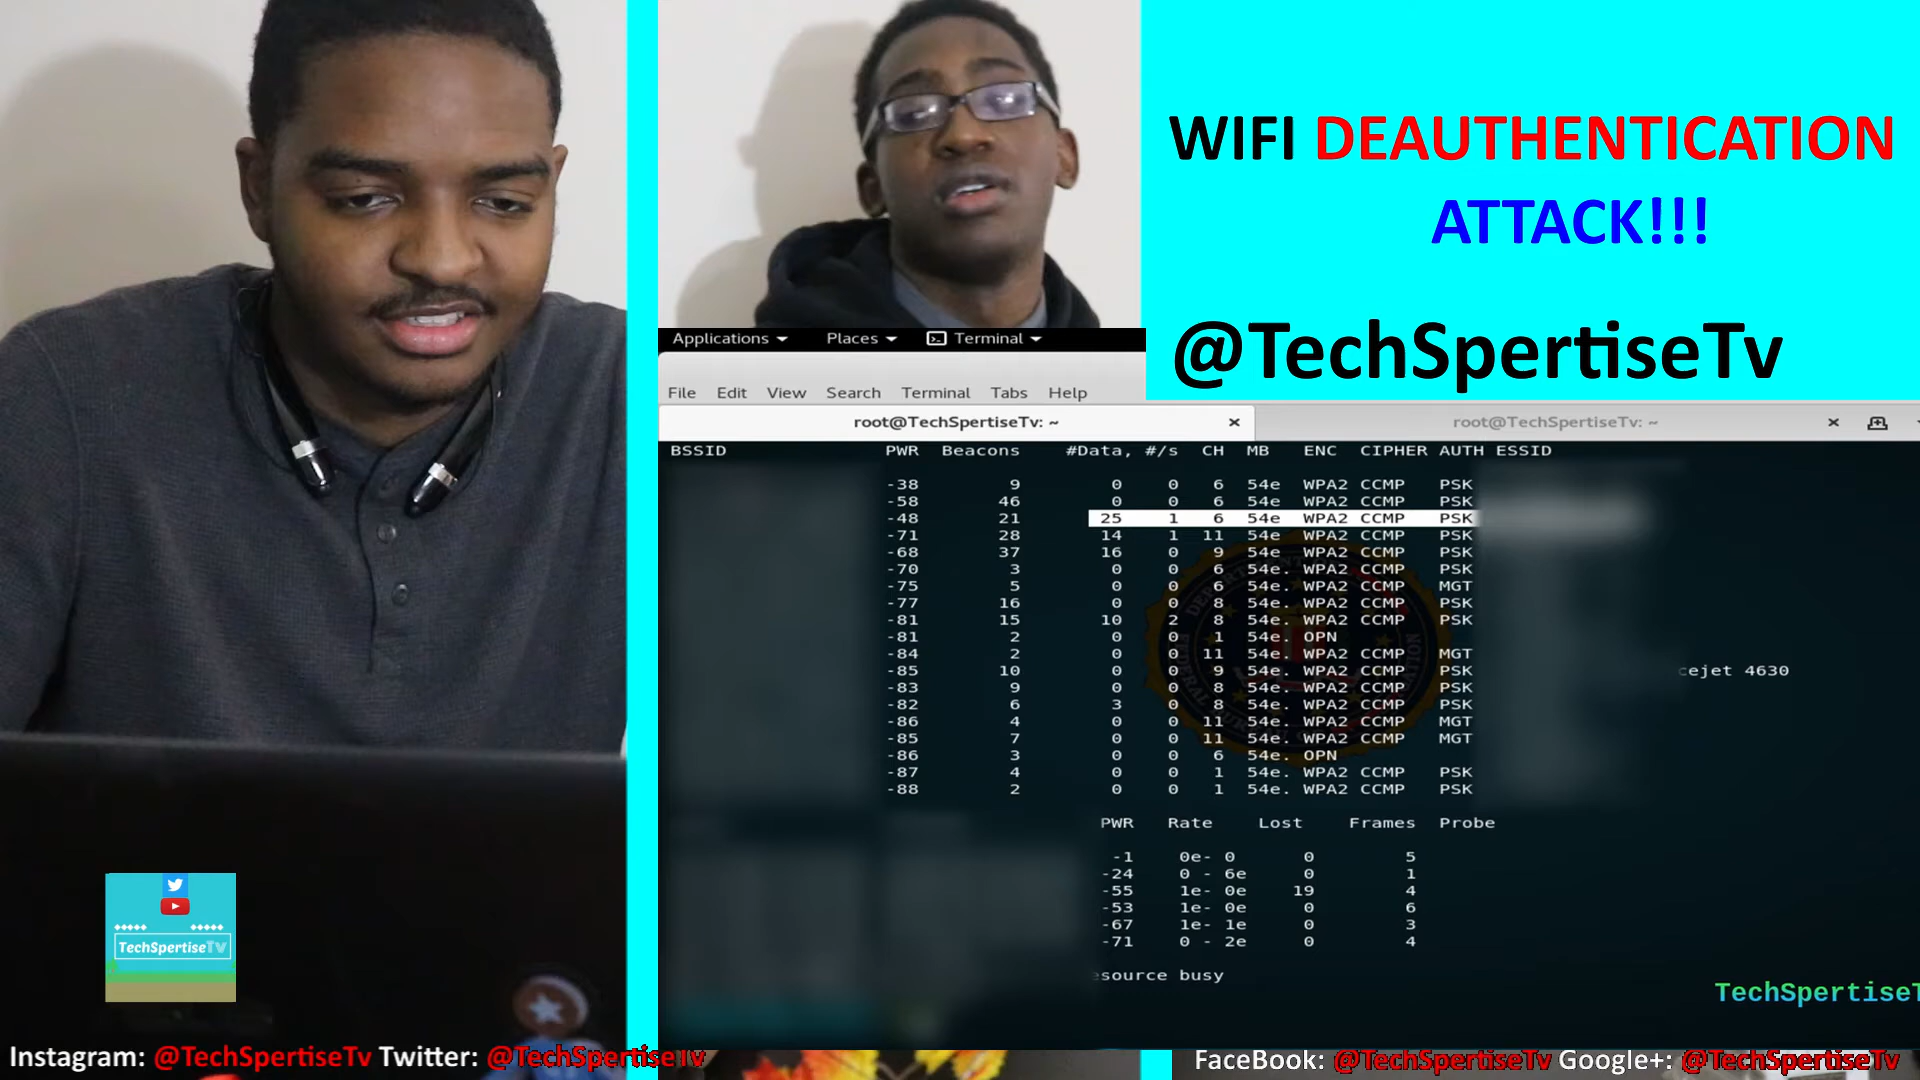 WIFI DEAUTHENTICATION
ATTACK!!!
@TechSpertiseTv
Applications Places Terminal
File Edit View Search Terminal Tabs Help
root@TechSpertiseTv: ~ × root@TechSpertiseTv: ~ ×
BSSID PWR Beacons #Data, #/s CH MB ENC CIPHER AUTH ESSID
-38 9 0 0 6 54e WPA2 CCMP PSK
-58 46 0 0 6 54e WPA2 CCMP PSK
-48 21 25 1 6 54e WPA2 CCMP PSK
-71 28 14 1 11 54e WPA2 CCMP PSK
-68 37 16 0 9 54e WPA2 CCMP PSK
-70 3 0 0 6 54e. WPA2 CCMP PSK
-75 5 0 0 6 54e. WPA2 CCMP MGT
-77 16 0 0 8 54e. WPA2 CCMP PSK
-81 15 10 2 8 54e. WPA2 CCMP PSK
-81 2 0 0 1 54e. OPN
-84 2 0 0 11 54e. WPA2 CCMP MGT
-85 10 0 0 9 54e. WPA2 CCMP PSK cejet 4630
-83 9 0 0 8 54e. WPA2 CCMP PSK
-82 6 3 0 8 54e. WPA2 CCMP PSK
-86 4 0 0 11 54e. WPA2 CCMP MGT
-85 7 0 0 11 54e. WPA2 CCMP MGT
-86 3 0 0 6 54e. OPN
-87 4 0 0 1 54e. WPA2 CCMP PSK
-88 2 0 0 1 54e. WPA2 CCMP PSK
PWR Rate Lost Frames Probe
-1 0e- 0 0 5
-24 0 - 6e 0 1
-55 1e- 0e 19 4
-53 1e- 0e 0 6
-67 1e- 1e 0 3
-71 0 - 2e 0 4
esource busy
TechSpertiseT
TechSpertiseTV
Instagram: @TechSpertiseTv Twitter: @TechSpertiseTv
FaceBook: @TechSpertiseTv Google+: @TechSpertiseTv